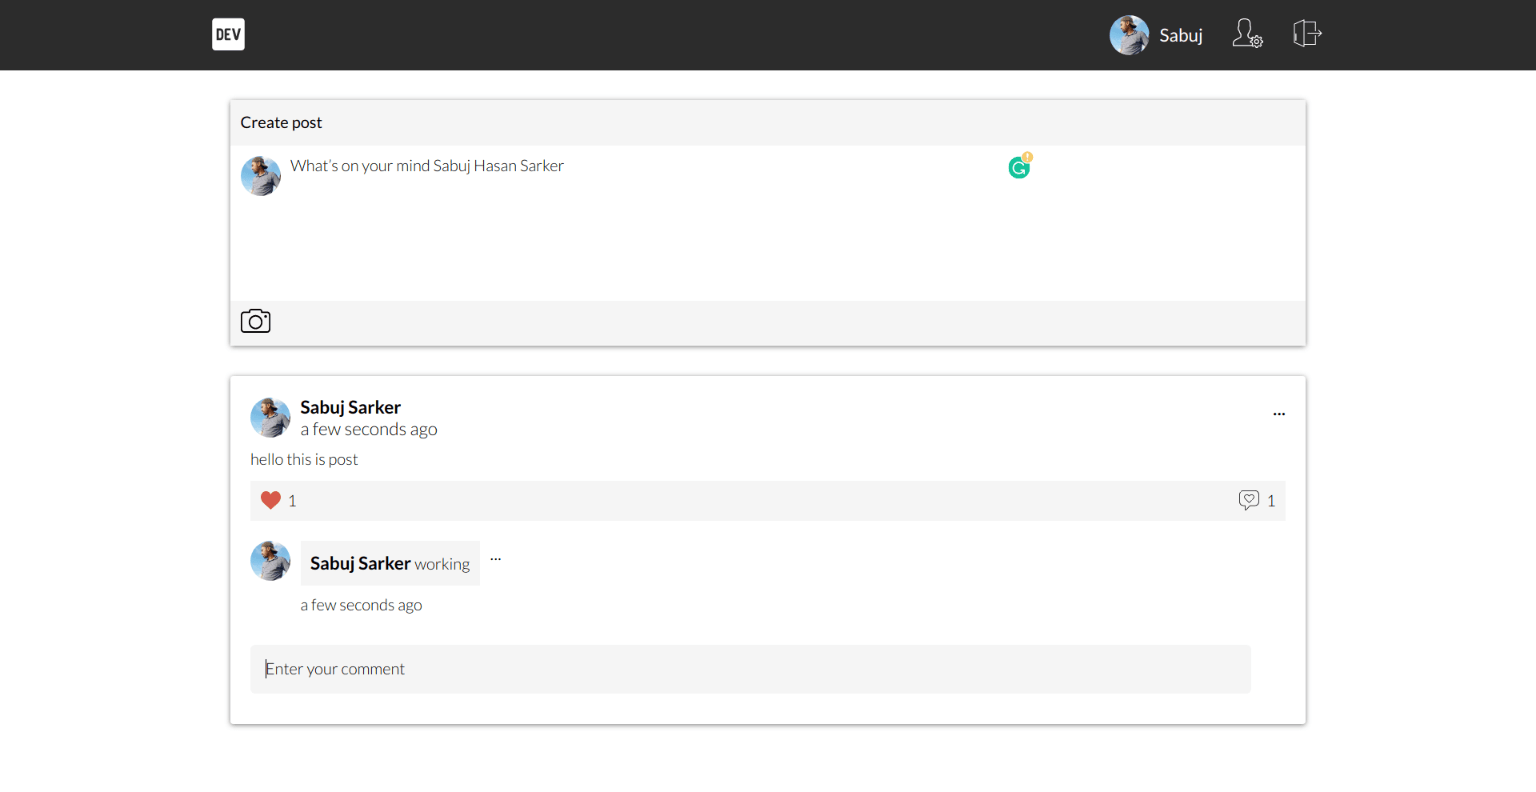 DEV
Sabuj
Create post
What's on your mind Sabuj Hasan Sarker
Sabuj Sarker
...
a few seconds ago
hello this is post
1
1
Sabuj Sarker working
...
a few seconds ago
Enter your comment